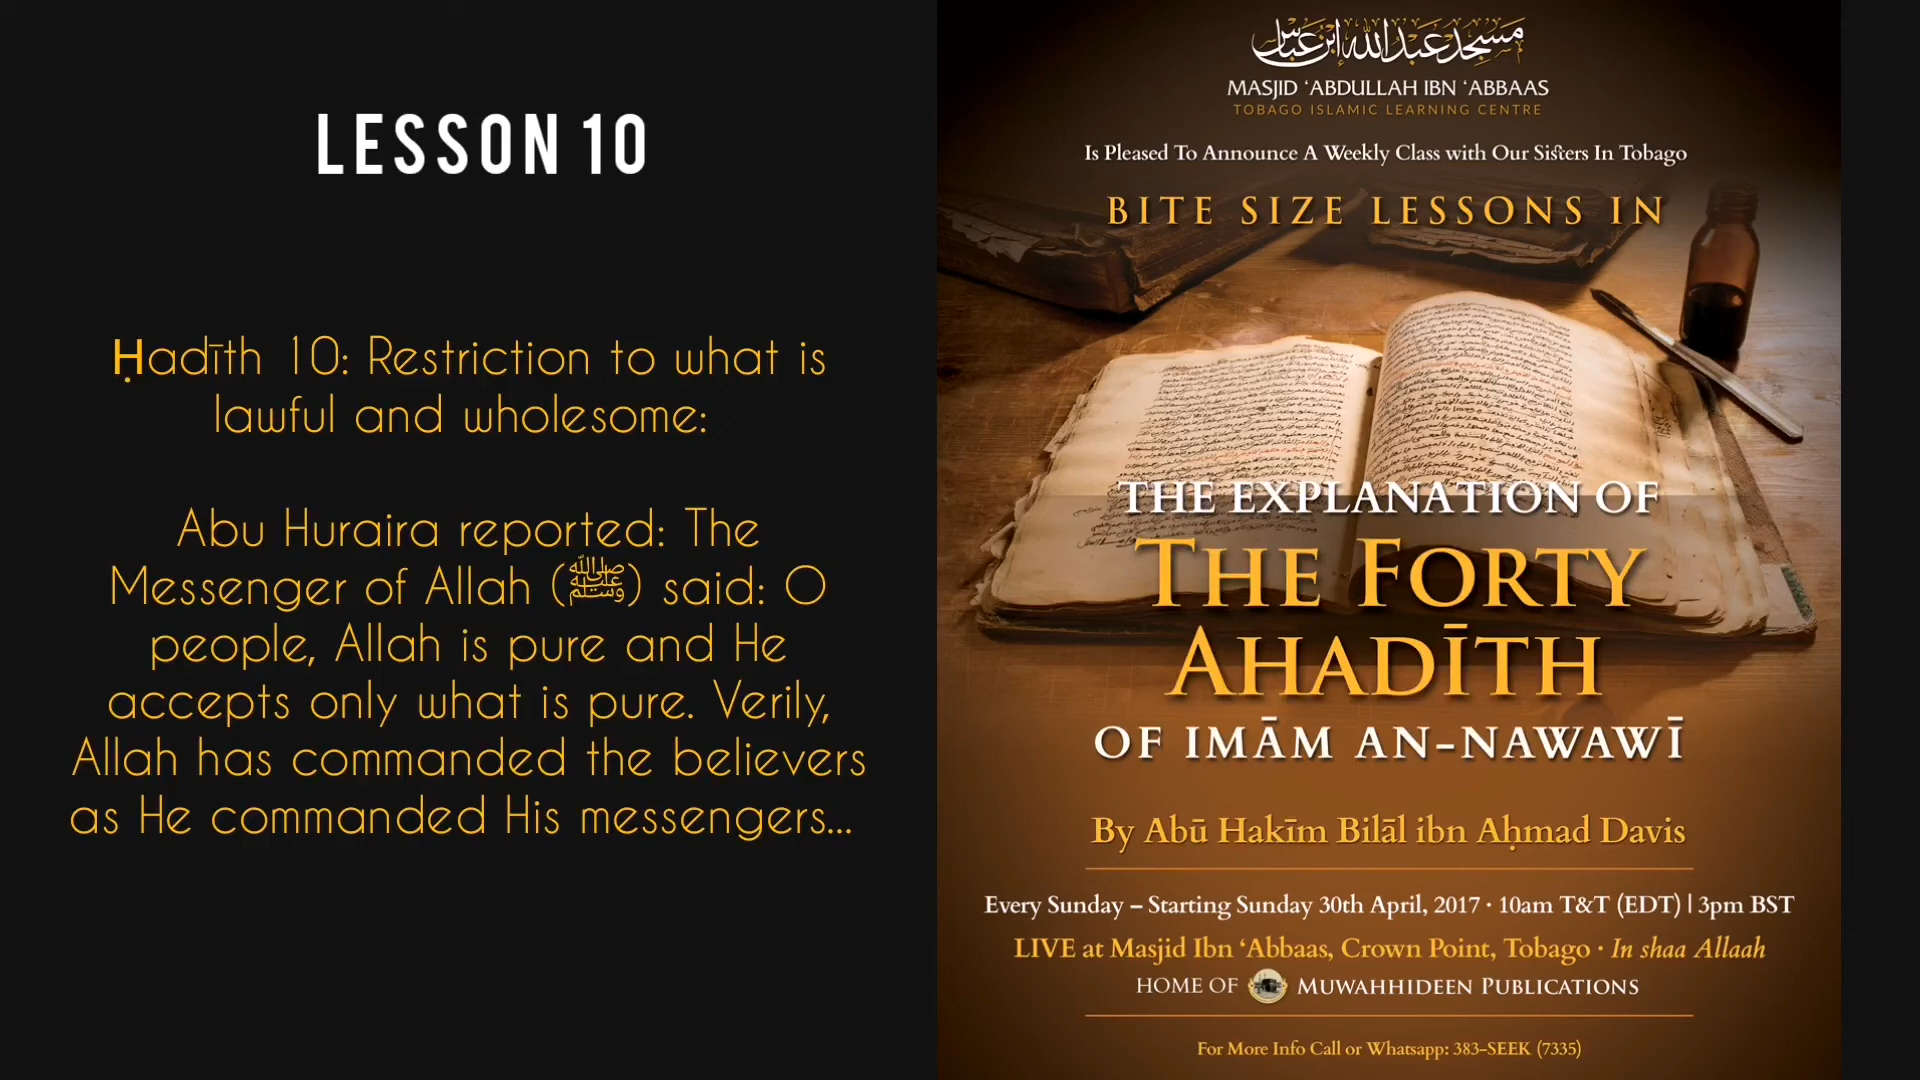 LESSON 10
Ḥadīth 10: Restriction to what is
lawful and wholesome:
Abu Huraira reported: The
Messenger of Allah (ﷺ) said: O
people, Allah is pure and He
accepts only what is pure. Verily,
Allah has commanded the believers
as He commanded His messengers...
مسجد عبد الله ابن عباس
MASJID ‘ABDULLAH IBN ‘ABBAAS
TOBAGO ISLAMIC LEARNING CENTRE
Is Pleased To Announce A Weekly Class with Our Sisters In Tobago
BITE SIZE LESSONS IN
THE EXPLANATION OF
THE FORTY
AHADĪTH
OF IMĀM AN-NAWAWĪ
By Abū Hakīm Bilāl ibn Aḥmad Davis
Every Sunday – Starting Sunday 30th April, 2017 · 10am T&T (EDT) | 3pm BST
LIVE at Masjid Ibn ‘Abbaas, Crown Point, Tobago · In shaa Allaah
HOME OF MUWAHHIDEEN PUBLICATIONS
For More Info Call or Whatsapp: 383-SEEK (7335)